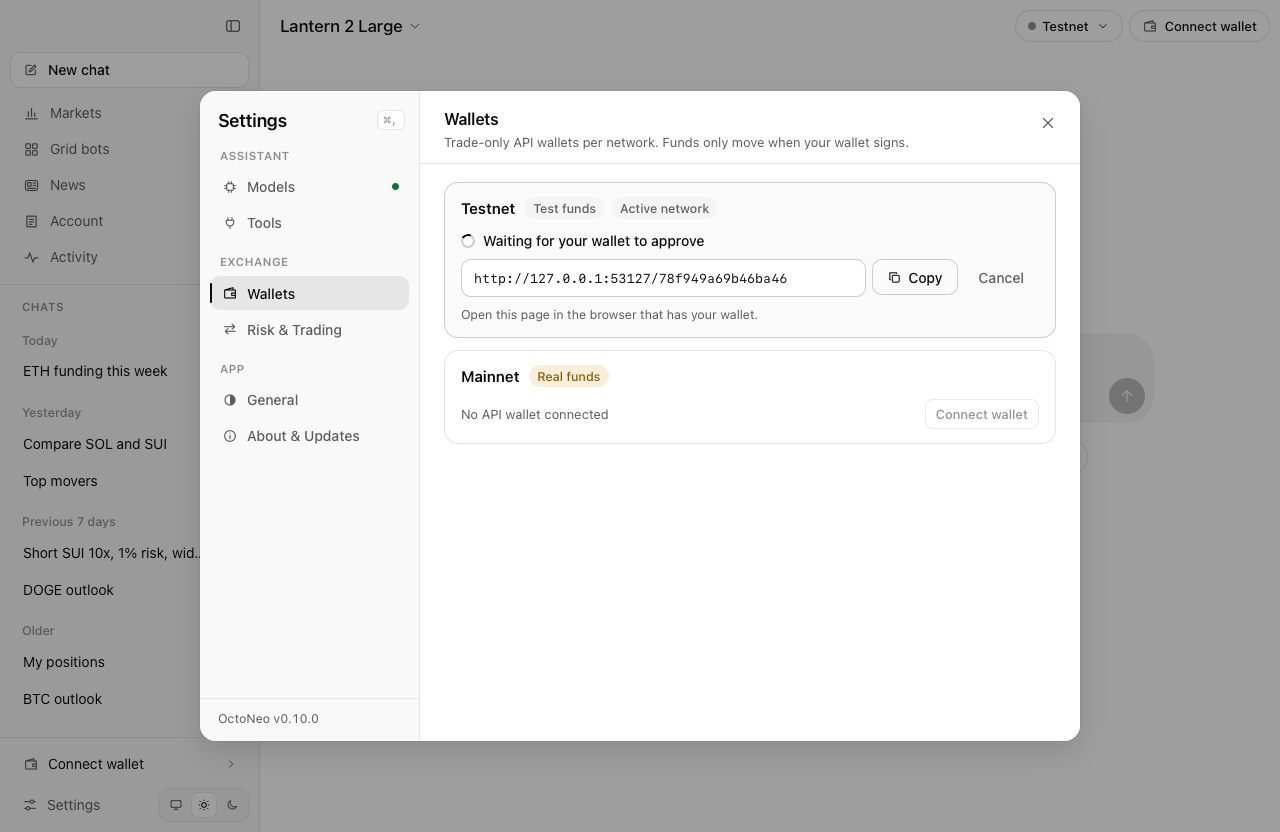 Lantern 2 Large
Testnet
Connect wallet
New chat
Markets
Grid bots
News
Account
Activity
CHATS
Today
ETH funding this week
Yesterday
Compare SOL and SUI
Top movers
Previous 7 days
Short SUI 10x, 1% risk, wid..
DOGE outlook
Older
My positions
BTC outlook
Connect wallet
Settings
Settings
⌘,
ASSISTANT
Models
Tools
EXCHANGE
Wallets
Risk & Trading
APP
General
About & Updates
OctoNeo v0.10.0
Wallets
Trade-only API wallets per network. Funds only move when your wallet signs.
Testnet Test funds Active network
Waiting for your wallet to approve
http://127.0.0.1:53127/78f949a69b46ba46 Copy Cancel
Open this page in the browser that has your wallet.
Mainnet Real funds
No API wallet connected Connect wallet